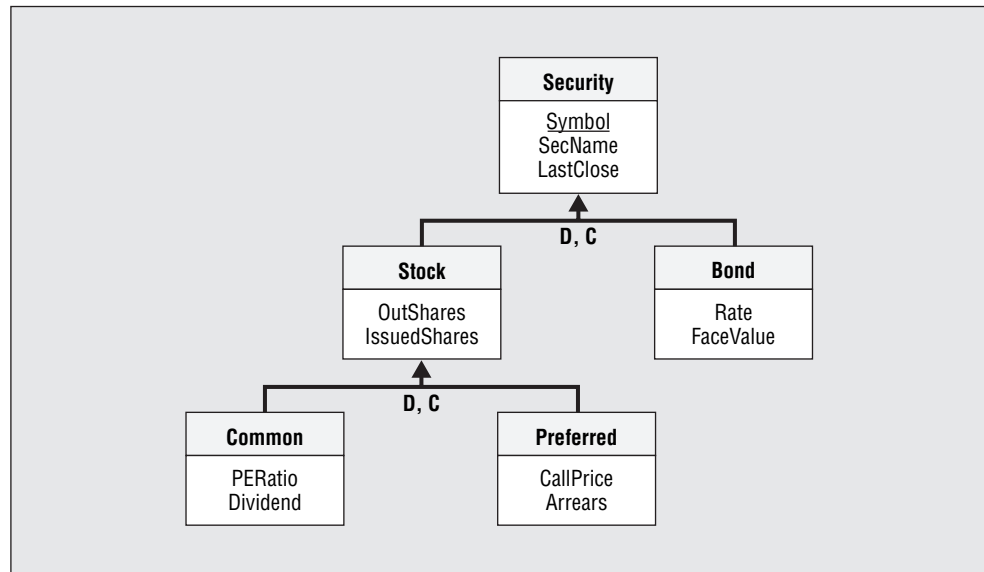 Security
Symbol
SecName
LastClose
D, C
Stock
OutShares
IssuedShares
Bond
Rate
FaceValue
D, C
Common
PERatio
Dividend
Preferred
CallPrice
Arrears